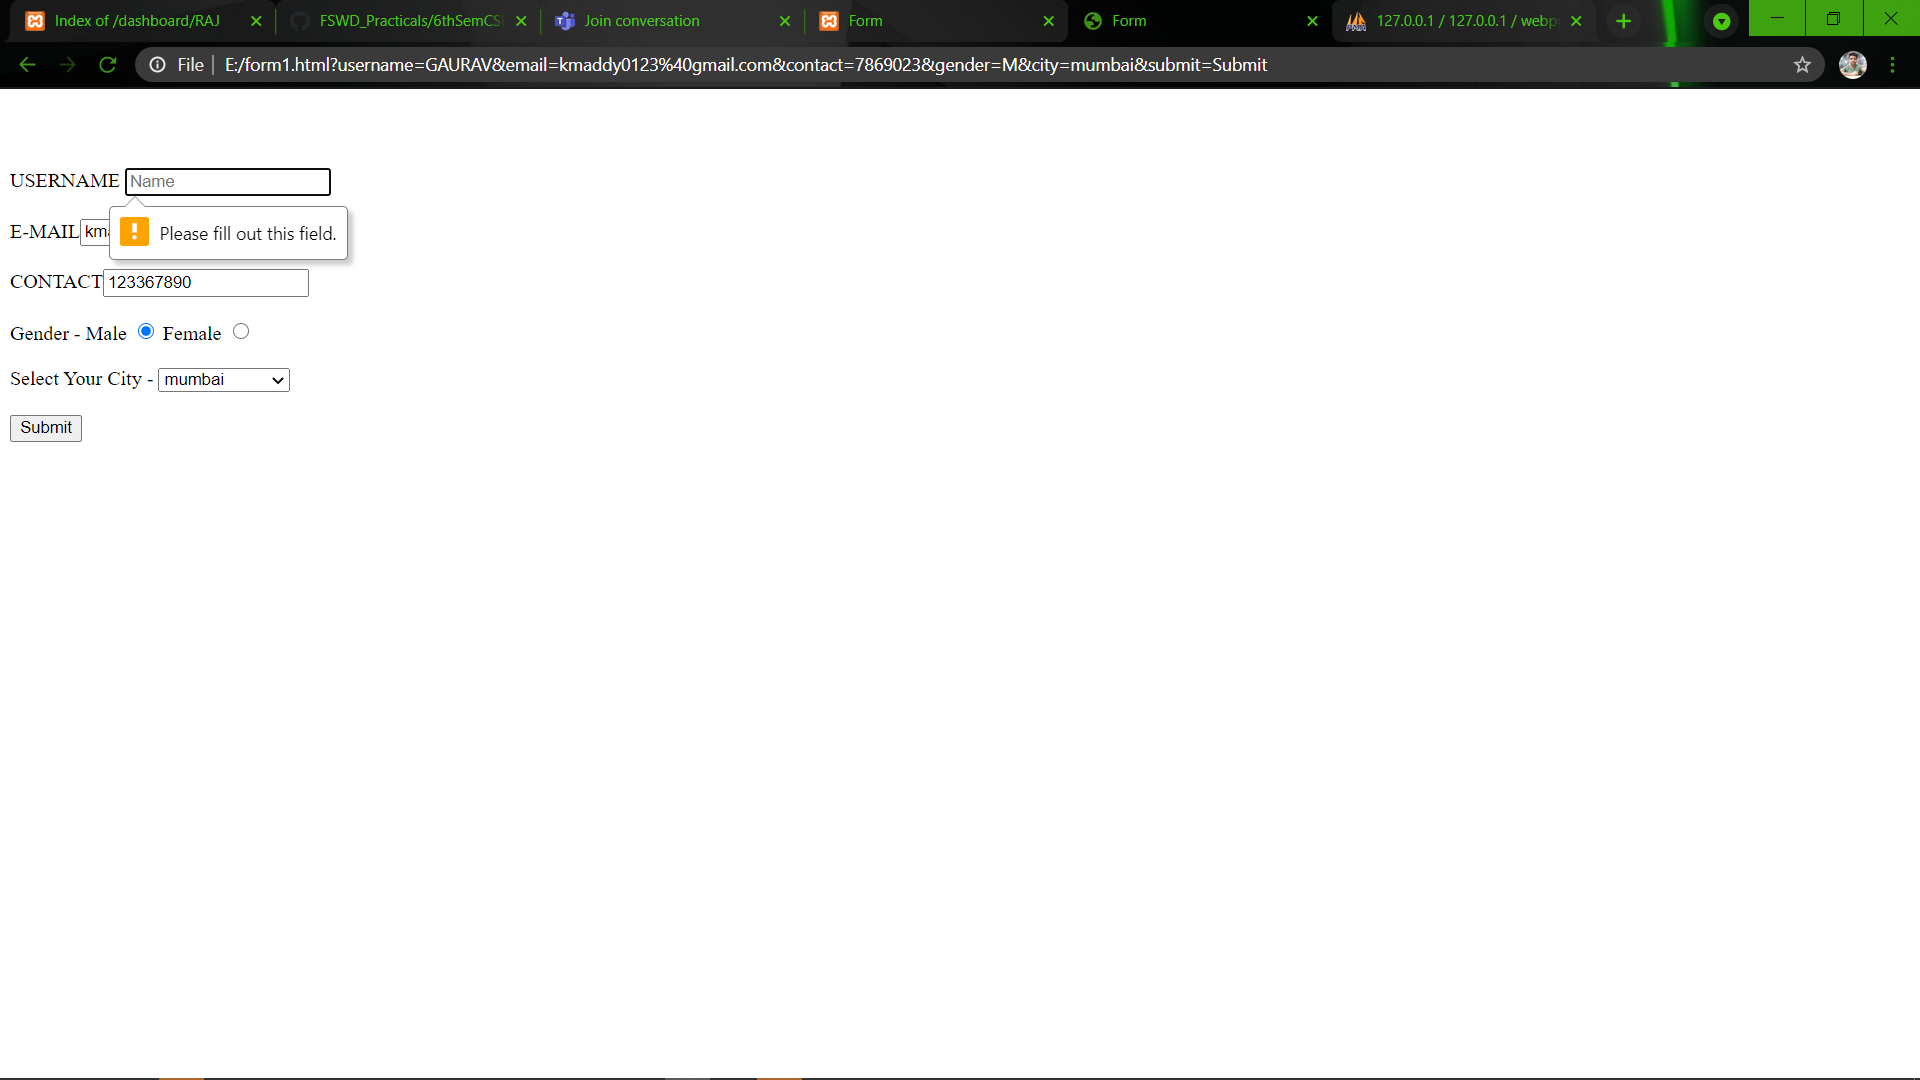 Index of /dashboard/RAJ
FSWD_Practicals/6thSemCS
Join conversation
Form
Form
127.0.0.1 / 127.0.0.1 / webp
File
E:/form1.html?username=GAURAV&email=kmaddy0123%40gmail.com&contact=7869023&gender=M&city=mumbai&submit=Submit
USERNAME Name
E-MAIL km
Please fill out this field.
CONTACT 123367890
Gender - Male Female
Select Your City - mumbai
Submit